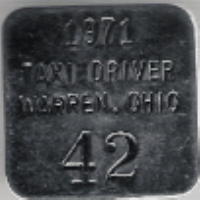 1971
TAXI DRIVER
WARREN, OHIO
42